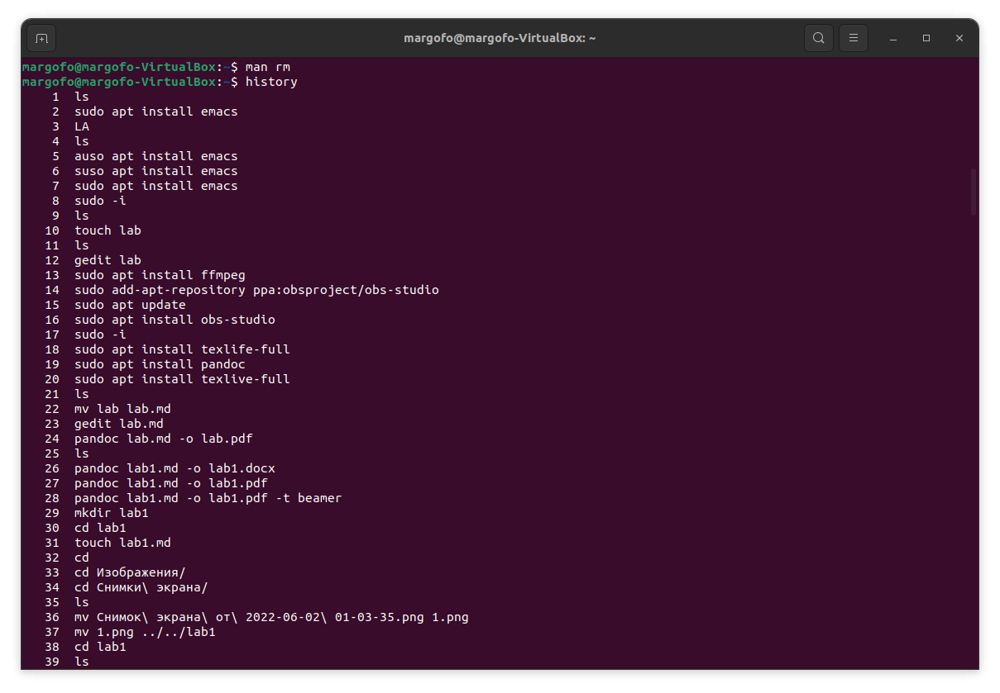 margofo@margofo-VirtualBox: ~
margofo@margofo-VirtualBox:~$ man rm
margofo@margofo-VirtualBox:~$ history
1 ls
2 sudo apt install emacs
3 LA
4 ls
5 auso apt install emacs
6 suso apt install emacs
7 sudo apt install emacs
8 sudo -i
9 ls
10 touch lab
11 ls
12 gedit lab
13 sudo apt install ffmpeg
14 sudo add-apt-repository ppa:obsproject/obs-studio
15 sudo apt update
16 sudo apt install obs-studio
17 sudo -i
18 sudo apt install texlife-full
19 sudo apt install pandoc
20 sudo apt install texlive-full
21 ls
22 mv lab lab.md
23 gedit lab.md
24 pandoc lab.md -o lab.pdf
25 ls
26 pandoc lab1.md -o lab1.docx
27 pandoc lab1.md -o lab1.pdf
28 pandoc lab1.md -o lab1.pdf -t beamer
29 mkdir lab1
30 cd lab1
31 touch lab1.md
32 cd
33 cd Изображения/
34 cd Снимки\ экрана/
35 ls
36 mv Снимок\ экрана\ от\ 2022-06-02\ 01-03-35.png 1.png
37 mv 1.png ../../lab1
38 cd lab1
39 ls